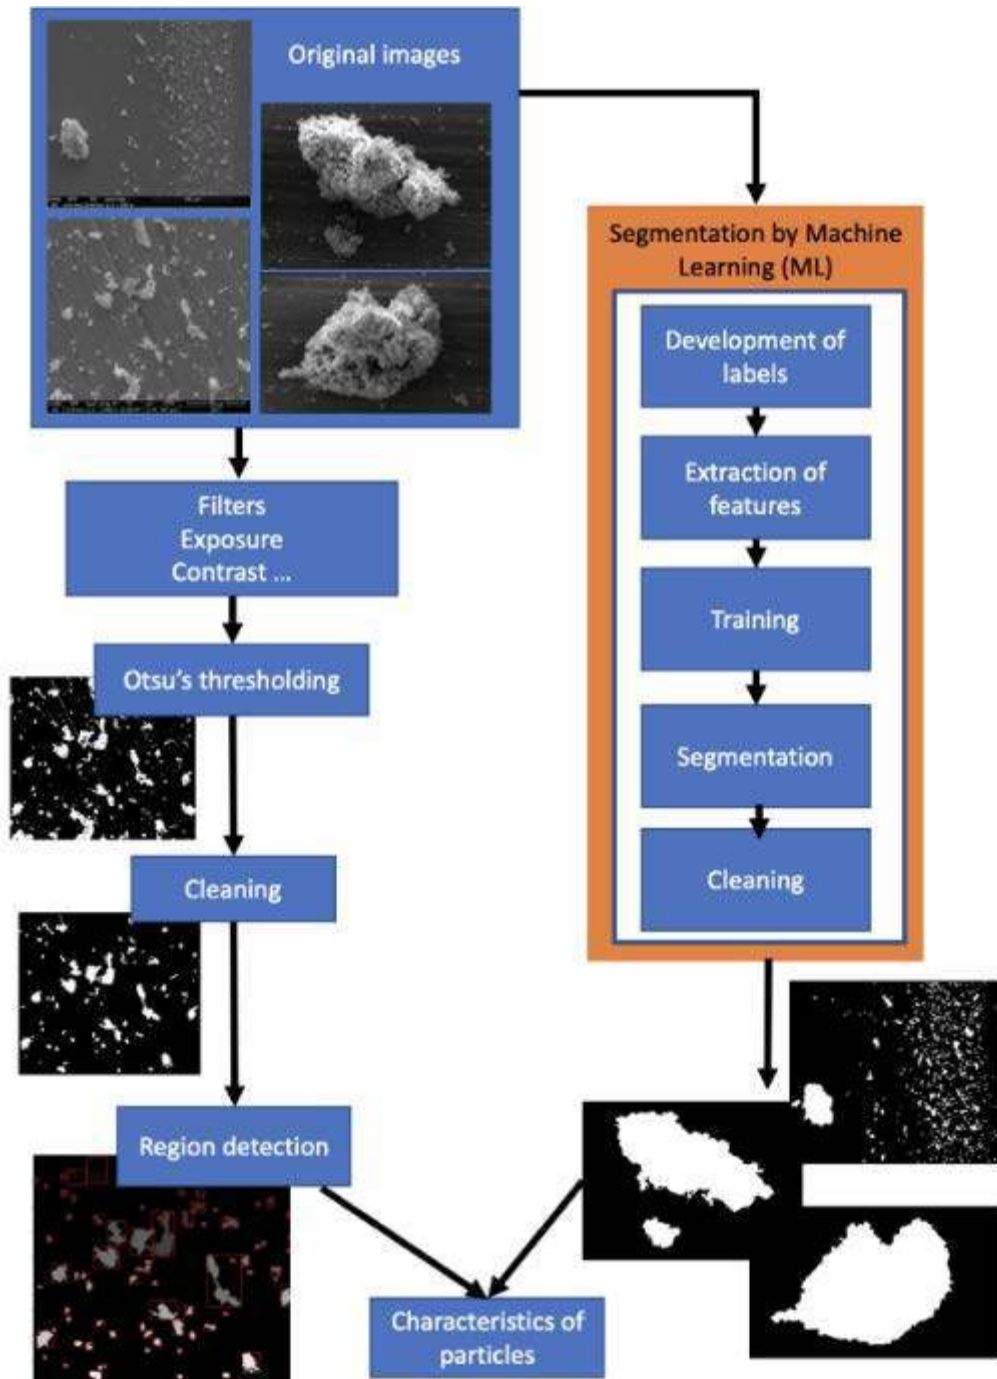 Original images
Segmentation by Machine
Learning (ML)
Development of
labels
Extraction of
features
Training
Segmentation
Cleaning
Filters
Exposure
Contrast ...
Otsu's thresholding
Cleaning
Region detection
Characteristics of
particles